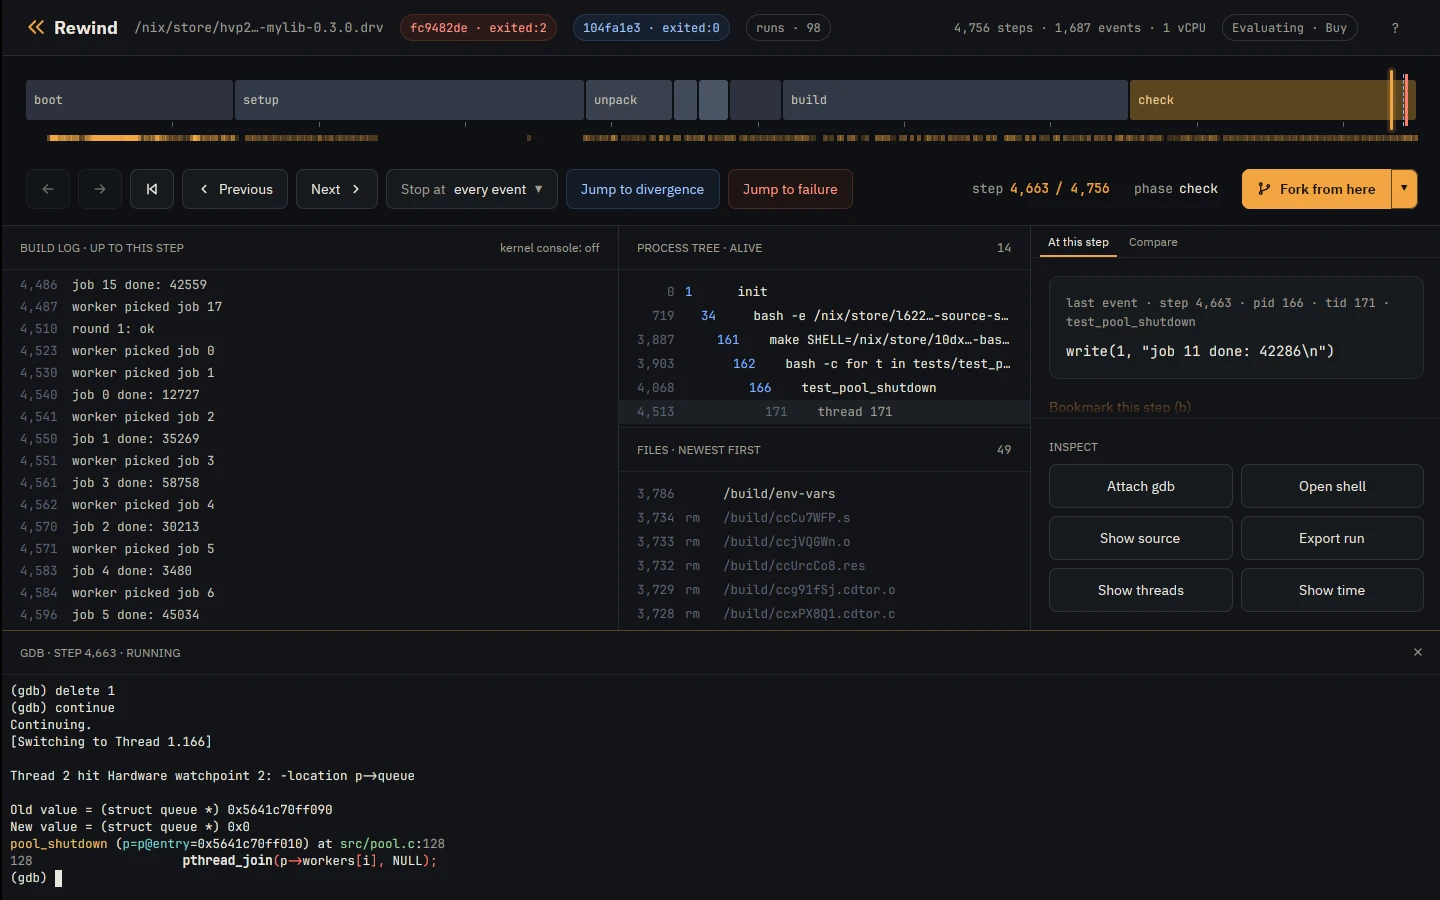 Rewind /nix/store/hvp2…-mylib-0.3.0.drv fc9482de · exited:2 104fa1e3 · exited:0 runs · 98 4,756 steps · 1,687 events · 1 vCPU Evaluating · Buy ?
boot setup unpack build check
Previous Next Stop at every event ▾ Jump to divergence Jump to failure step 4,663 / 4,756 phase check Fork from here ▾
BUILD LOG · UP TO THIS STEP kernel console: off
4,486 job 15 done: 42559
4,487 worker picked job 17
4,510 round 1: ok
4,523 worker picked job 0
4,530 worker picked job 1
4,540 job 0 done: 12727
4,541 worker picked job 2
4,550 job 1 done: 35269
4,551 worker picked job 3
4,561 job 3 done: 58758
4,562 worker picked job 4
4,570 job 2 done: 30213
4,571 worker picked job 5
4,583 job 4 done: 3480
4,584 worker picked job 6
4,596 job 5 done: 45034
PROCESS TREE · ALIVE 14
0 1 init
719 34 bash -e /nix/store/l622…-source-s…
3,887 161 make SHELL=/nix/store/10dx…-bas…
3,903 162 bash -c for t in tests/test_p…
4,068 166 test_pool_shutdown
4,513 171 thread 171
FILES · NEWEST FIRST 49
3,786 /build/env-vars
3,734 rm /build/ccCu7WFP.s
3,733 rm /build/ccjVQGWn.o
3,732 rm /build/ccUrcCo8.res
3,729 rm /build/ccg91fSj.cdtor.o
3,728 rm /build/ccxPX8Q1.cdtor.c
At this step Compare
last event · step 4,663 · pid 166 · tid 171 ·
test_pool_shutdown
write(1, "job 11 done: 42286\n")
Bookmark this step (b)
INSPECT
Attach gdb Open shell
Show source Export run
Show threads Show time
GDB · STEP 4,663 · RUNNING ×
(gdb) delete 1
(gdb) continue
Continuing.
[Switching to Thread 1.166]
Thread 2 hit Hardware watchpoint 2: -location p->queue
Old value = (struct queue *) 0x5641c70ff090
New value = (struct queue *) 0x0
pool_shutdown (p=p@entry=0x5641c70ff010) at src/pool.c:128
128 pthread_join(p->workers[i], NULL);
(gdb)